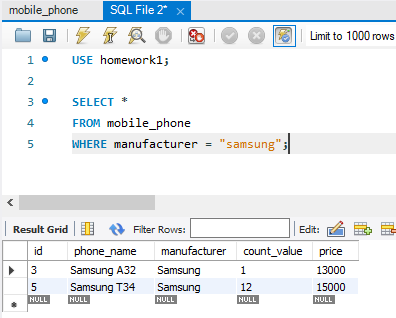 mobile_phone SQL File 2* ×
Limit to 1000 rows
1 USE homework1;
2
3 SELECT *
4 FROM mobile_phone
5 WHERE manufacturer = "samsung";
Result Grid Filter Rows: Edit:
id phone_name manufacturer count_value price
3 Samsung A32 Samsung 1 13000
5 Samsung T34 Samsung 12 15000
NULL NULL NULL NULL NULL